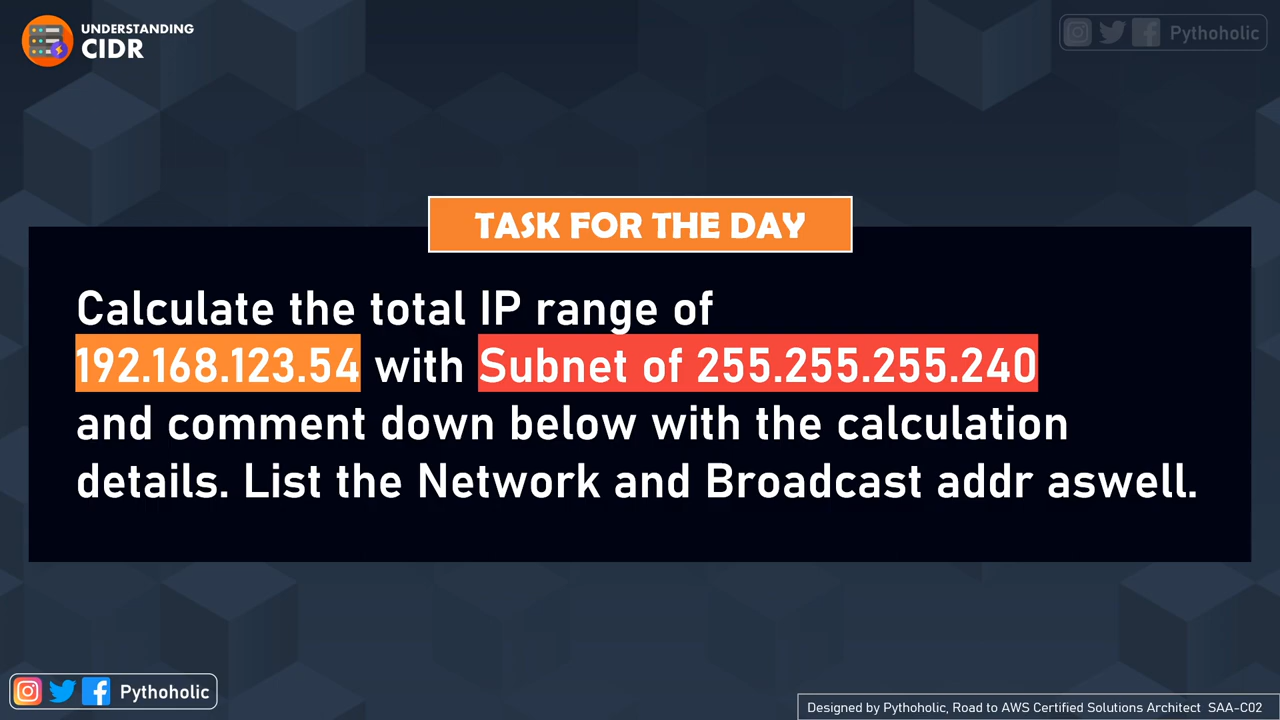 UNDERSTANDING
CIDR
Pythoholic
TASK FOR THE DAY
Calculate the total IP range of
192.168.123.54 with Subnet of 255.255.255.240
and comment down below with the calculation
details. List the Network and Broadcast addr aswell.
Pythoholic
Designed by Pythoholic, Road to AWS Certified Solutions Architect SAA-C02